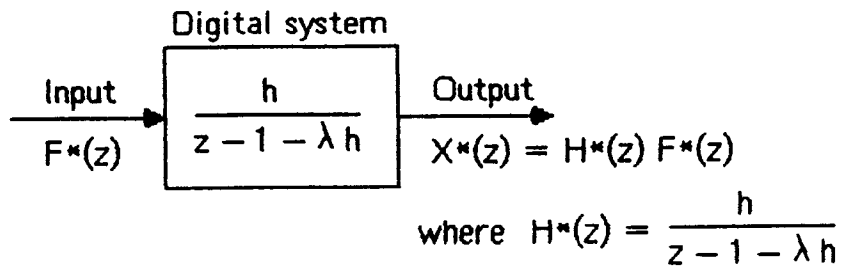 Digital system
Input
F*(z)
h
z − 1 − λ h
Output
X*(z) = H*(z) F*(z)
where H*(z) = h / z − 1 − λ h